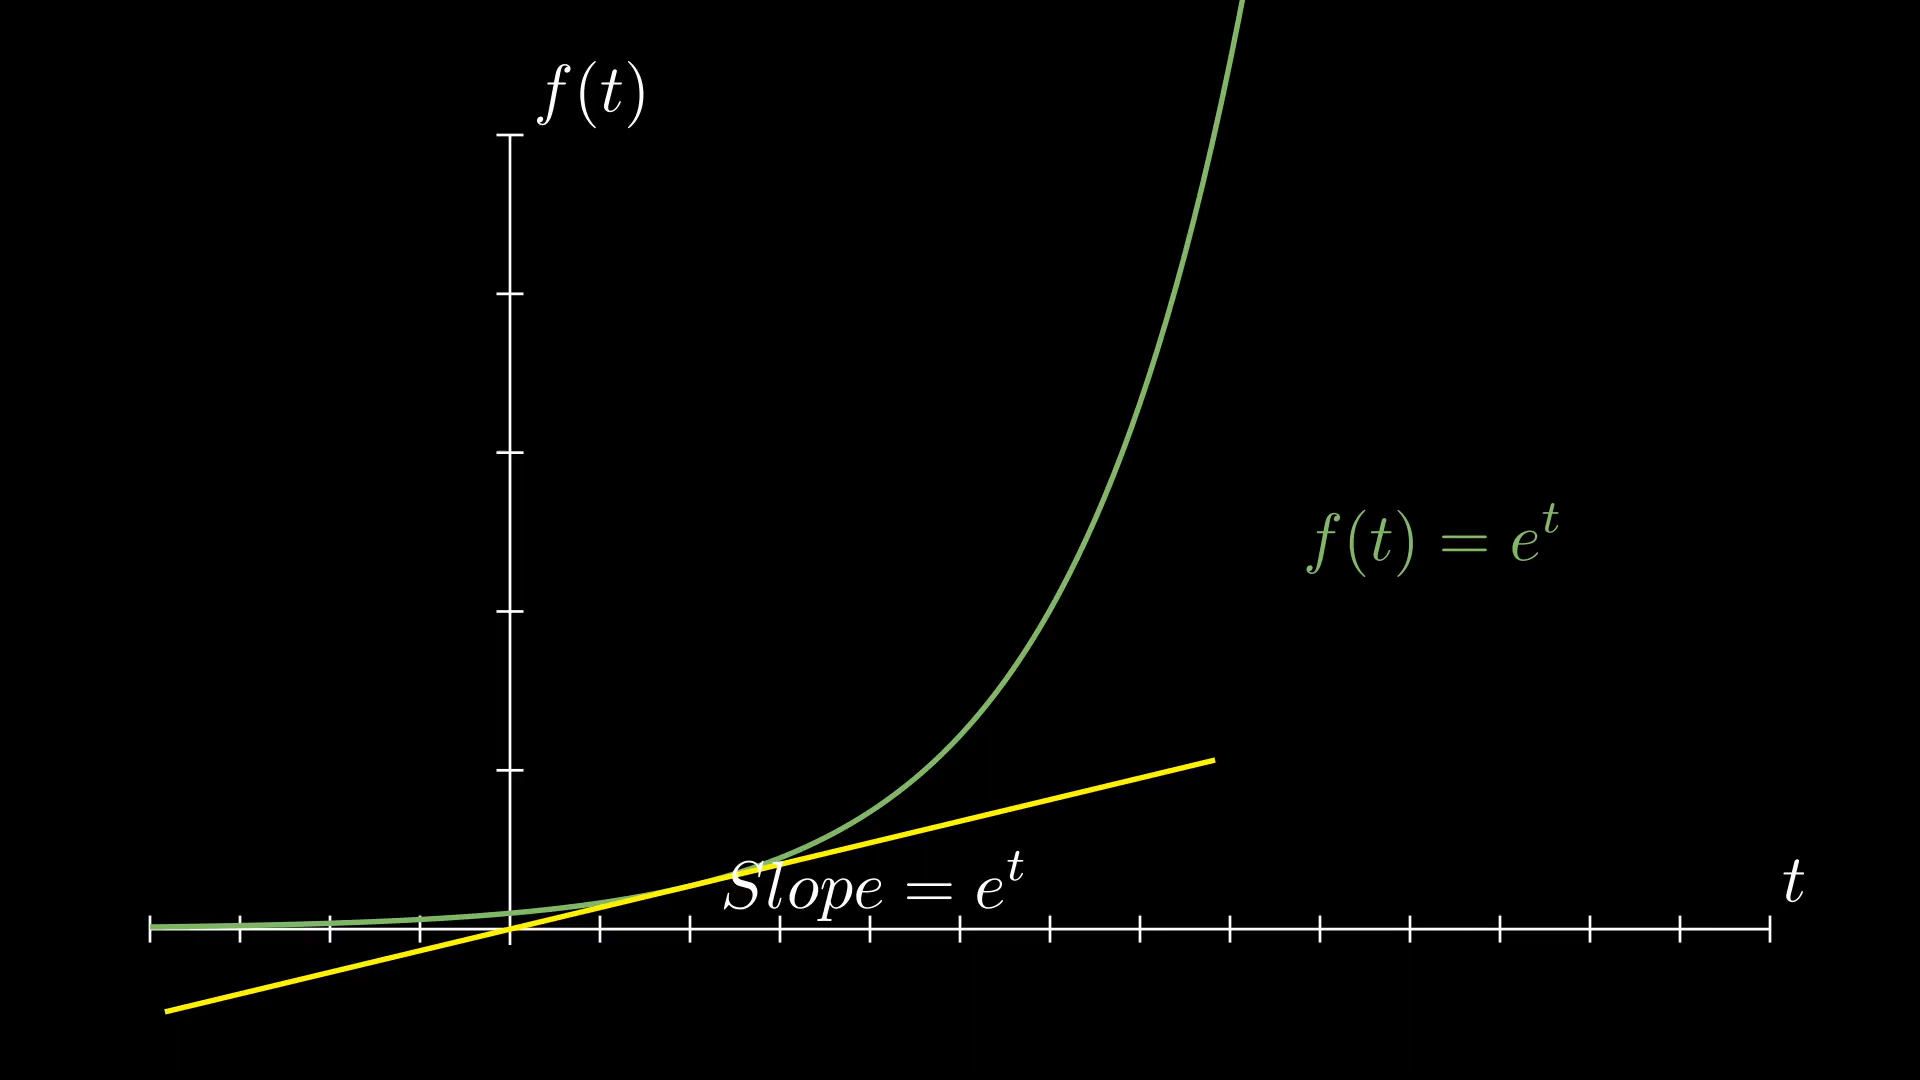 f(t)
f(t) = e^t
Slope = e^t
t